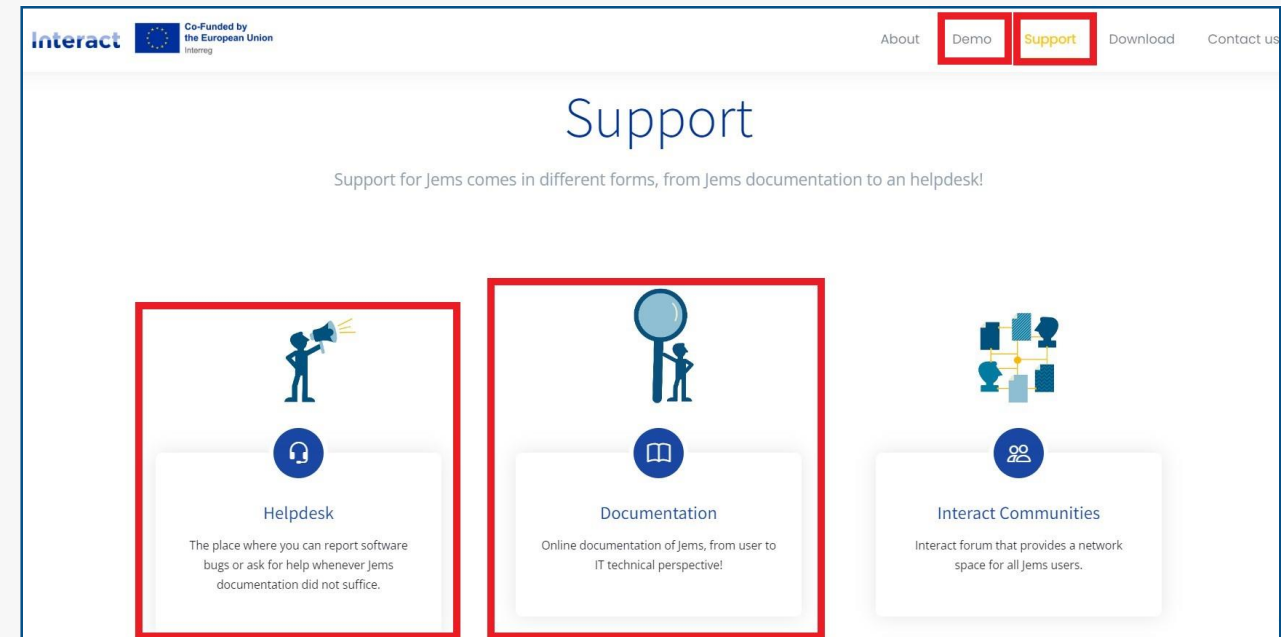 Interact
Co-Funded by
the European Union
Interreg
About Demo Support Download Contact us
Support
Support for Jems comes in different forms, from Jems documentation to an helpdesk!
Helpdesk
The place where you can report software
bugs or ask for help whenever Jems
documentation did not suffice.
Documentation
Online documentation of Jems, from user to
IT technical perspective!
Interact Communities
Interact forum that provides a network
space for all Jems users.